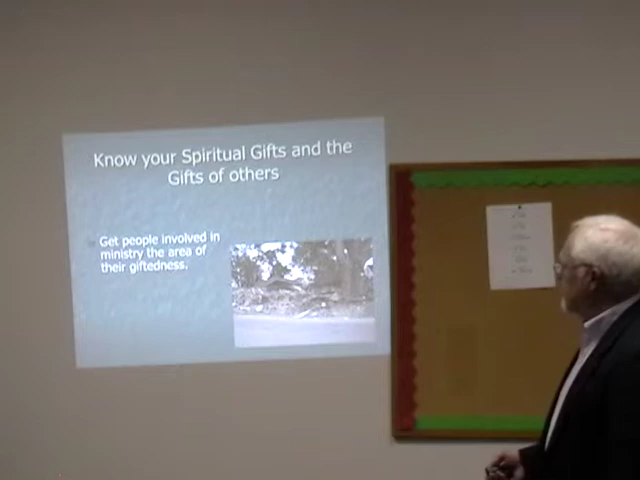 Know your Spiritual Gifts and the
Gifts of others
Get people involved in
ministry the area of
their giftedness.